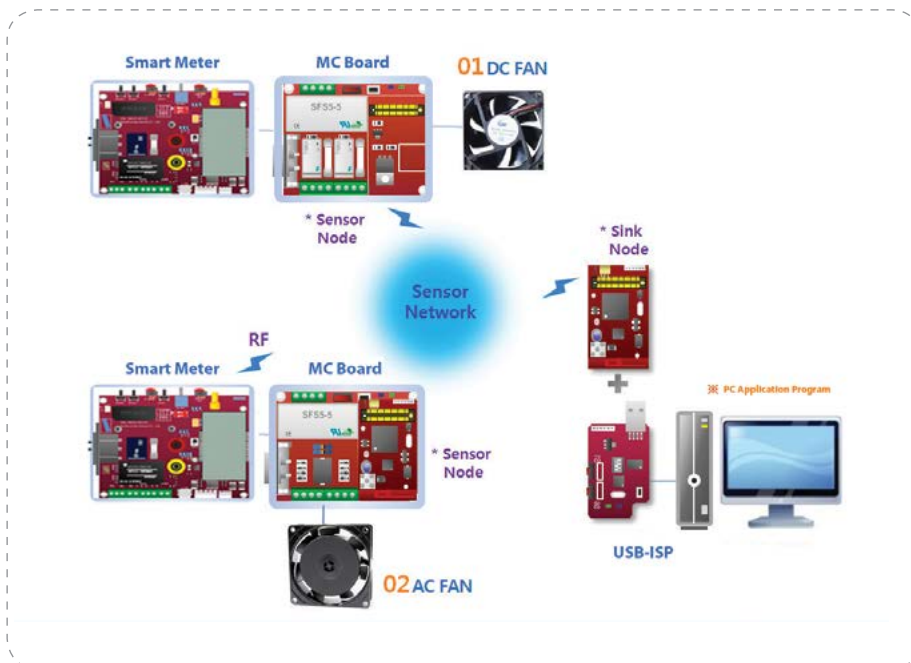 Smart Meter
MC Board
01 DC FAN
SFS5-5
* Sensor
Node
* Sink
Node
Sensor
Network
RF
Smart Meter
MC Board
※ PC Application Program
SFS5-5
* Sensor
Node
USB-ISP
02 AC FAN